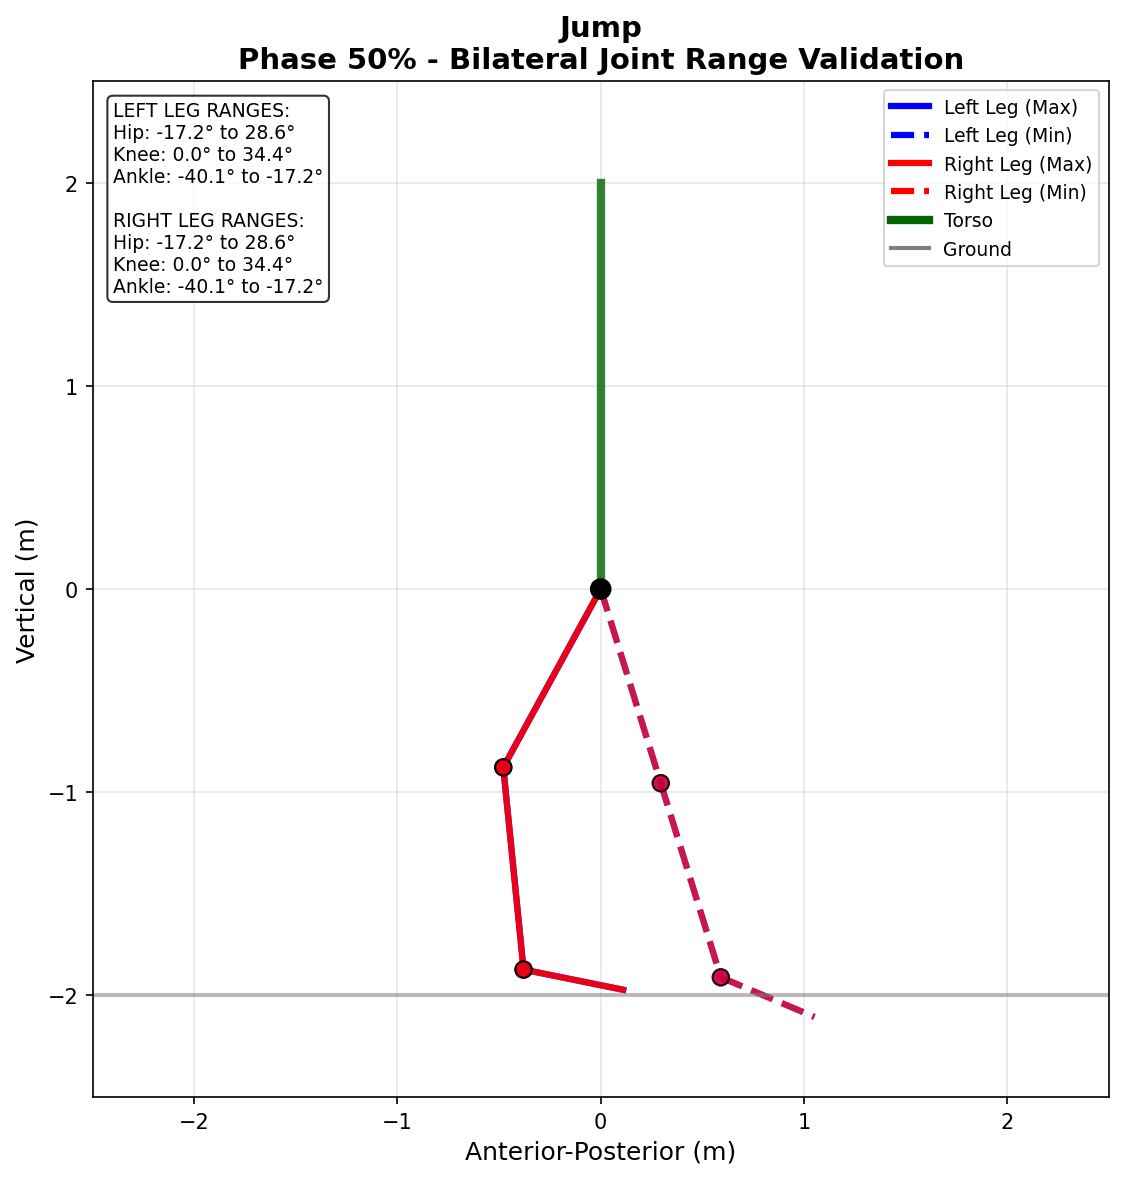 Jump
Phase 50% - Bilateral Joint Range Validation
LEFT LEG RANGES:
Hip: -17.2° to 28.6°
Knee: 0.0° to 34.4°
Ankle: -40.1° to -17.2°
RIGHT LEG RANGES:
Hip: -17.2° to 28.6°
Knee: 0.0° to 34.4°
Ankle: -40.1° to -17.2°
Left Leg (Max)
Left Leg (Min)
Right Leg (Max)
Right Leg (Min)
Torso
Ground
2
1
0
−1
−2
Vertical (m)
−2
−1
0
1
2
Anterior-Posterior (m)